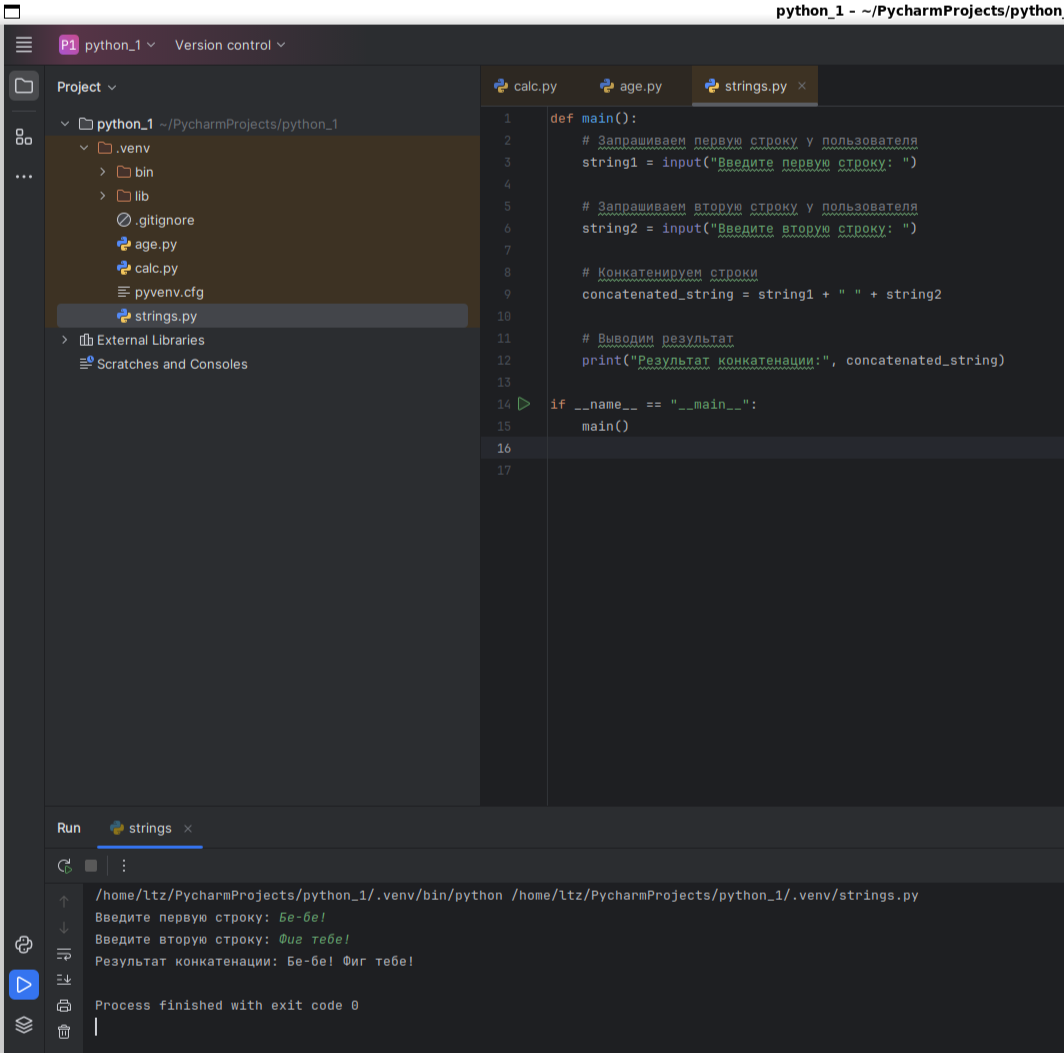 python_1 – ~/PycharmProjects/python_
P1 python_1 Version control
Project
python_1 ~/PycharmProjects/python_1
.venv
bin
lib
.gitignore
age.py
calc.py
pyvenv.cfg
strings.py
External Libraries
Scratches and Consoles
calc.py age.py strings.py
1 def main():
2 # Запрашиваем первую строку у пользователя
3 string1 = input("Введите первую строку: ")
4
5 # Запрашиваем вторую строку у пользователя
6 string2 = input("Введите вторую строку: ")
7
8 # Конкатенируем строки
9 concatenated_string = string1 + " " + string2
10
11 # Выводим результат
12 print("Результат конкатенации:", concatenated_string)
13
14 if __name__ == "__main__":
15 main()
16
17
Run strings
/home/ltz/PycharmProjects/python_1/.venv/bin/python /home/ltz/PycharmProjects/python_1/.venv/strings.py
Введите первую строку: Бе-бе!
Введите вторую строку: Фиг тебе!
Результат конкатенации: Бе-бе! Фиг тебе!
Process finished with exit code 0